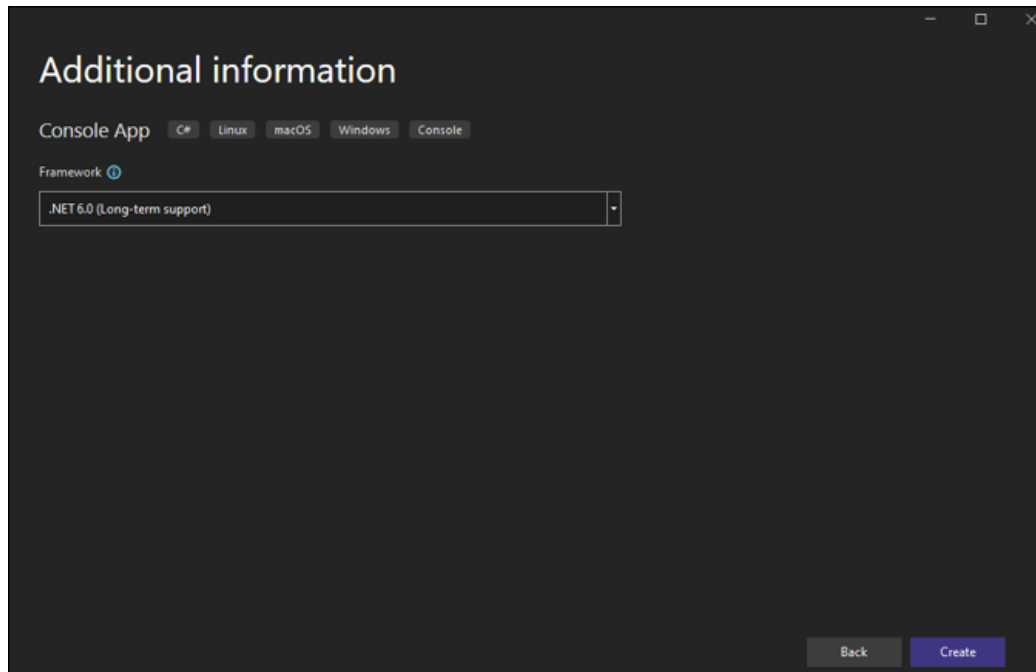 Additional information
Console App C# Linux macOS Windows Console
Framework
.NET 6.0 (Long-term support)
Back Create